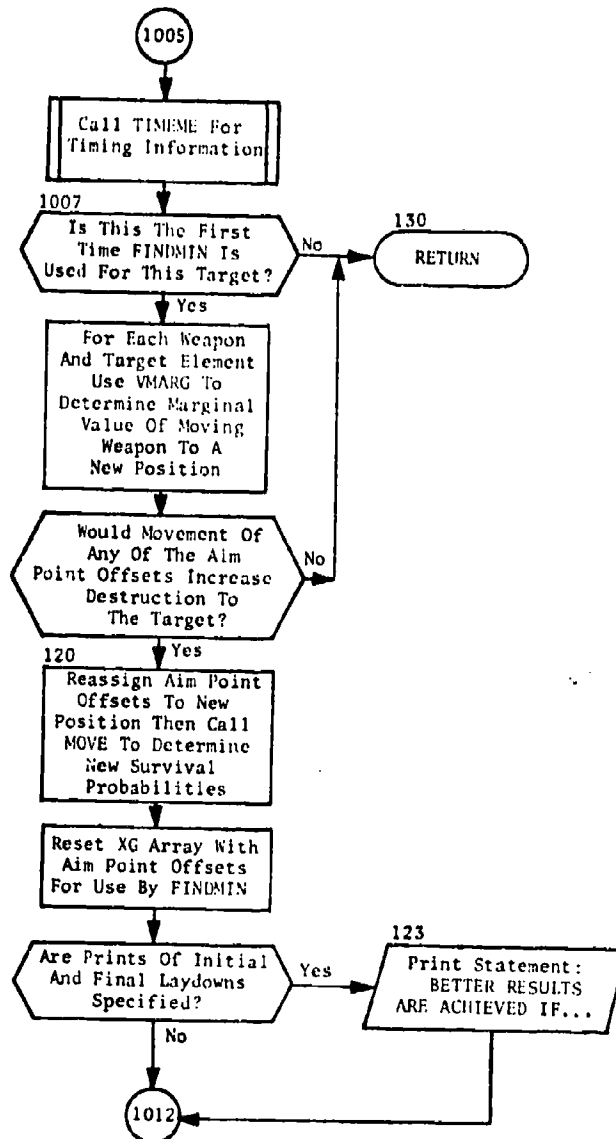 1005
Call TIMEME For
Timing Information
1007
Is This The First
Time FINDMIN Is
Used For This Target?
No
130
RETURN
Yes
For Each Weapon
And Target Element
Use VMARG To
Determine Marginal
Value Of Moving
Weapon To A
New Position
Would Movement Of
Any Of The Aim
Point Offsets Increase
Destruction To
The Target?
No
Yes
120
Reassign Aim Point
Offsets To New
Position Then Call
MOVE To Determine
New Survival
Probabilities
Reset XG Array With
Aim Point Offsets
For Use By FINDMIN
Are Prints Of Initial
And Final Laydowns
Specified?
Yes
123
Print Statement:
BETTER RESULTS
ARE ACHIEVED IF...
No
1012